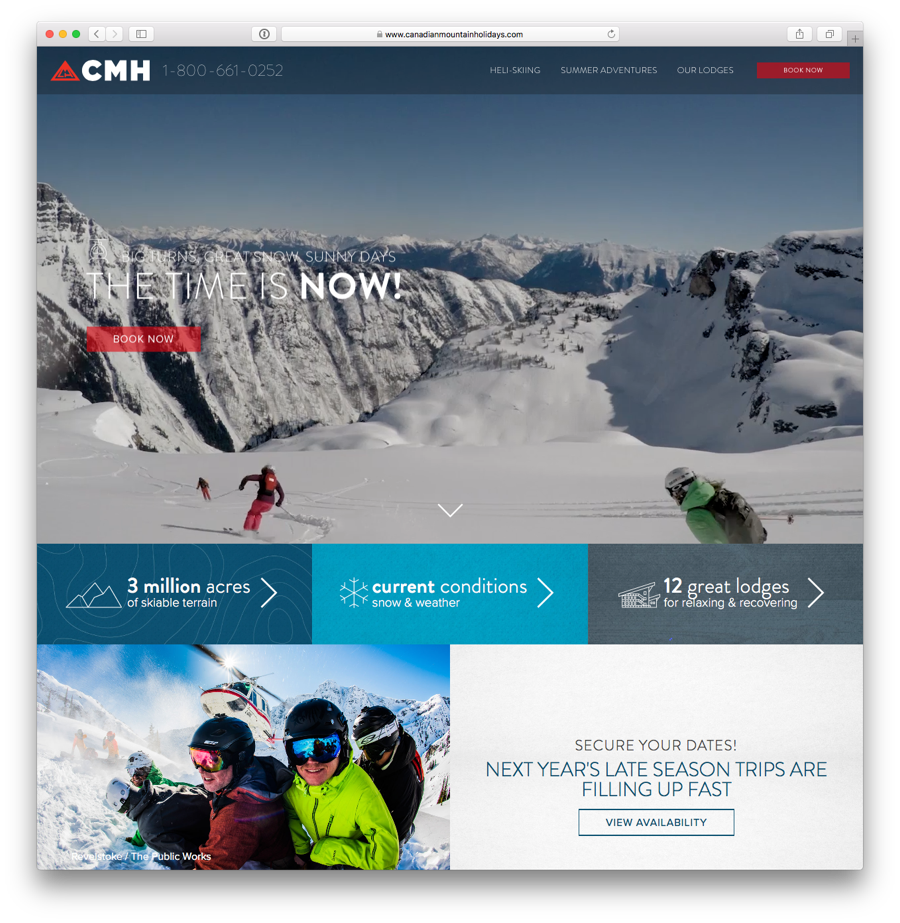 www.canadianmountainholidays.com
CMH 1-800-661-0252 HELI-SKIING SUMMER ADVENTURES OUR LODGES BOOK NOW
BIG TURNS, GREAT SNOW, SUNNY DAYS
THE TIME IS NOW!
BOOK NOW
3 million acres
of skiable terrain
current conditions
snow & weather
12 great lodges
for relaxing & recovering
SECURE YOUR DATES!
NEXT YEAR'S LATE SEASON TRIPS ARE
FILLING UP FAST
VIEW AVAILABILITY
Revelstoke / The Public Works